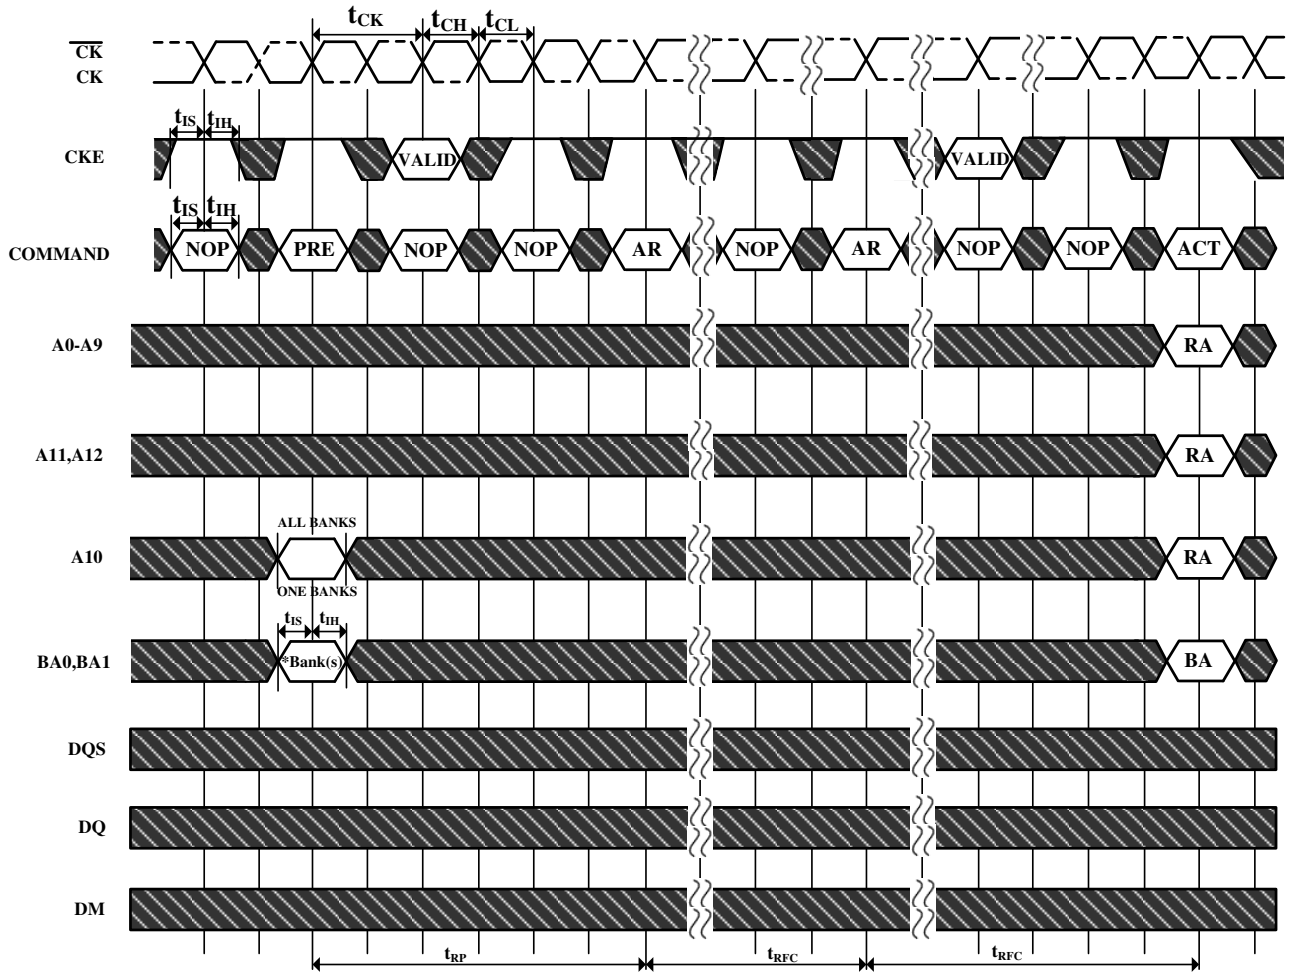 tCK tCH tCL
CK
CK
tIS tIH
CKE VALID VALID
tIS tIH
COMMAND NOP PRE NOP NOP AR NOP AR NOP NOP ACT
A0-A9 RA
A11,A12 RA
ALL BANKS
A10 RA
ONE BANKS
tIS tIH
BA0,BA1 *Bank(s) BA
DQS
DQ
DM
tRP tRFC tRFC